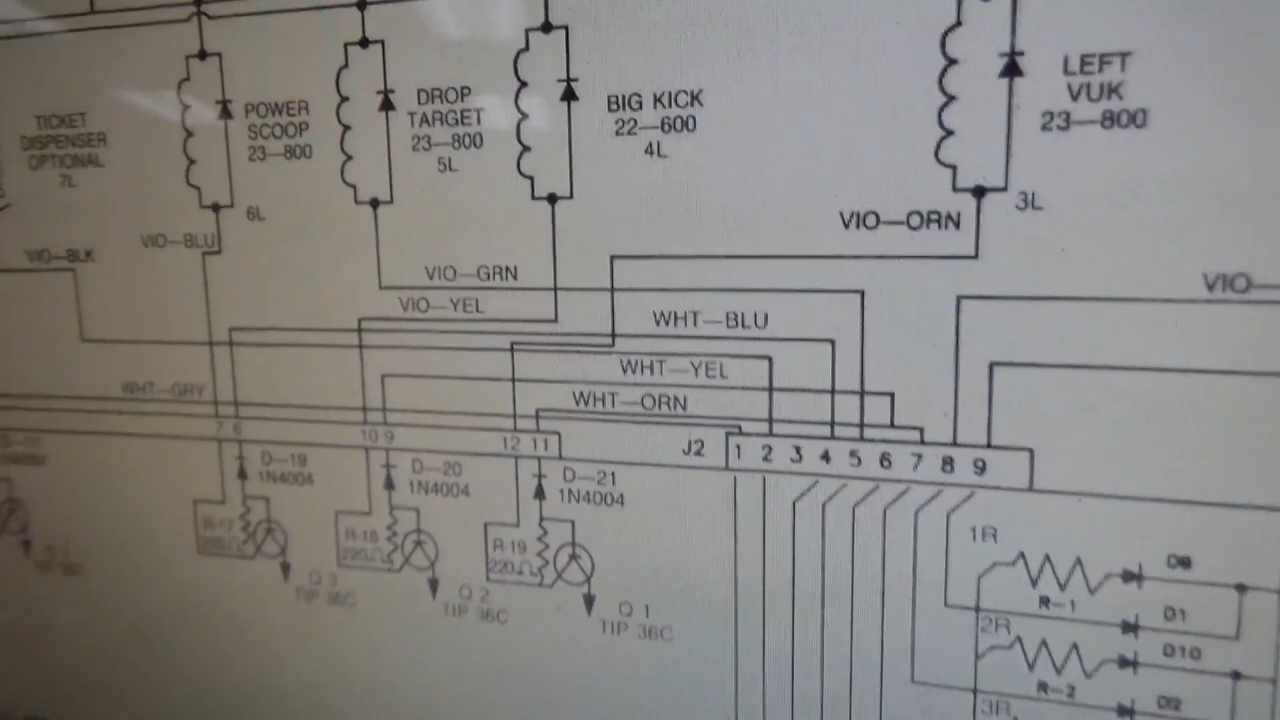 TICKET
DISPENSER
OPTIONAL
7L
POWER
SCOOP
23—800
6L
DROP
TARGET
23—800
5L
BIG KICK
22—600
4L
LEFT
VUK
23—800
3L
VIO—ORN
VIO—BLU
VIO—BLK
VIO—GRN
VIO—
VIO—YEL
WHT—BLU
WHT—YEL
WHT—GRY
WHT—ORN
7 6
10 9
12 11
J2
1 2 3 4 5 6 7 8 9
D—19
1N4004
D—20
1N4004
D—21
1N4004
R-17
220Ω
R-18
220Ω
R-19
220Ω
Q 3
TIP 36C
Q 2
TIP 36C
Q 1
TIP 36C
1R
R-1
D1
2R
D10
R-2
3R